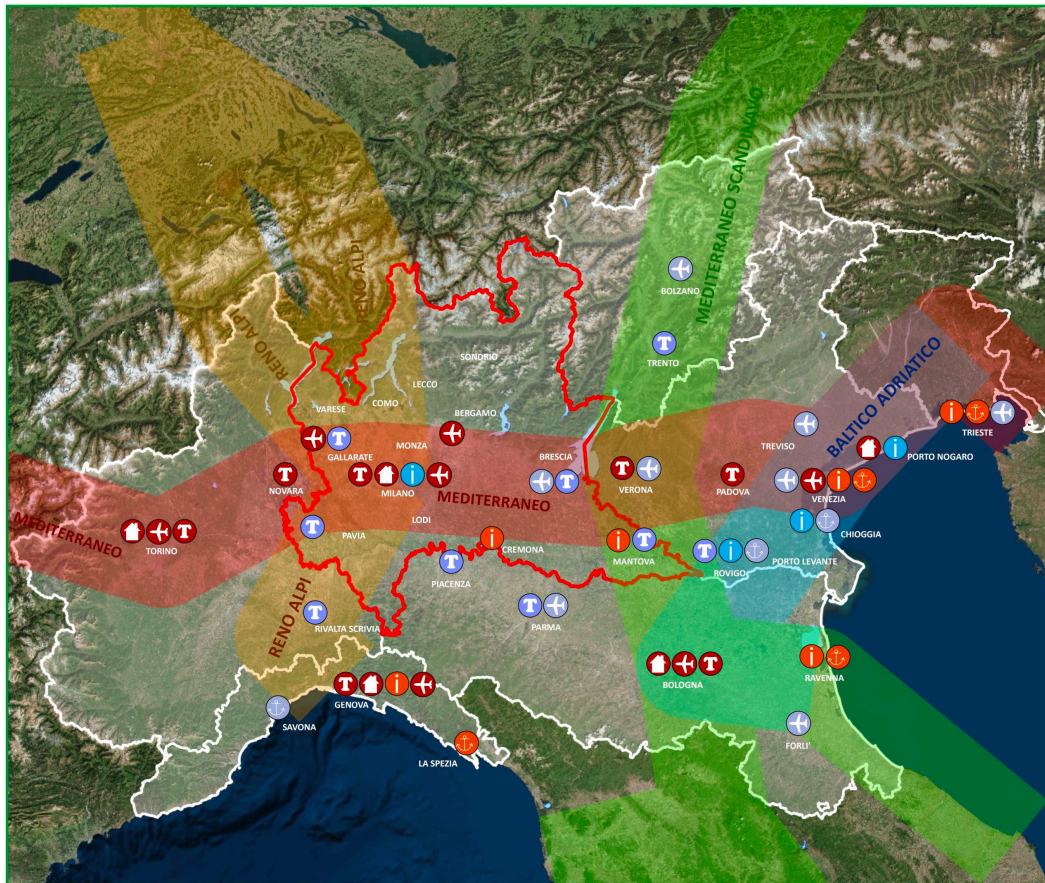 MEDITERRANEO SCANDINAVO
RENO ALPI
RENO ALPI
BOLZANO
TRENTO
SONDRIO
LECCO
COMO
VARESE
BERGAMO
BALTICO ADRIATICO
TREVISO
TRIESTE
GALLARATE
MONZA
BRESCIA
PORTO NOGARO
NOVARA
T
T
T
i
MILANO
MEDITERRANEO
T
T
VERONA
T
PADOVA
i
i
i
VENEZIA
MEDITERRANEO
T
TORINO
LODI
T
PAVIA
i
CREMONA
i
T
MANTOVA
T
i
ROVIGO
PORTO LEVANTE
i
CHIOGGIA
T
PIACENZA
RENO ALPI
T
RIVALTA SCRIVIA
T
PARMA
T
BOLOGNA
i
RAVENNA
T
i
GENOVA
SAVONA
LA SPEZIA
FORLI'